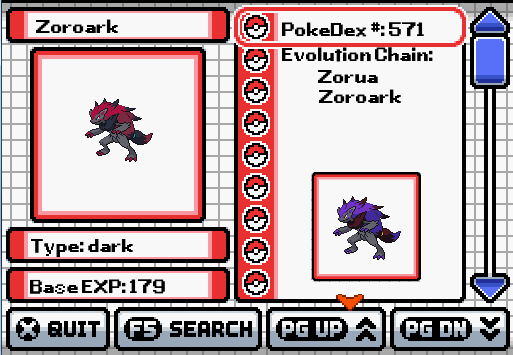 Zoroark
PokeDex #: 571
Evolution Chain:
Zorua
Zoroark
Type: dark
Base EXP: 179
X QUIT
F5 SEARCH
PG UP
PG DN